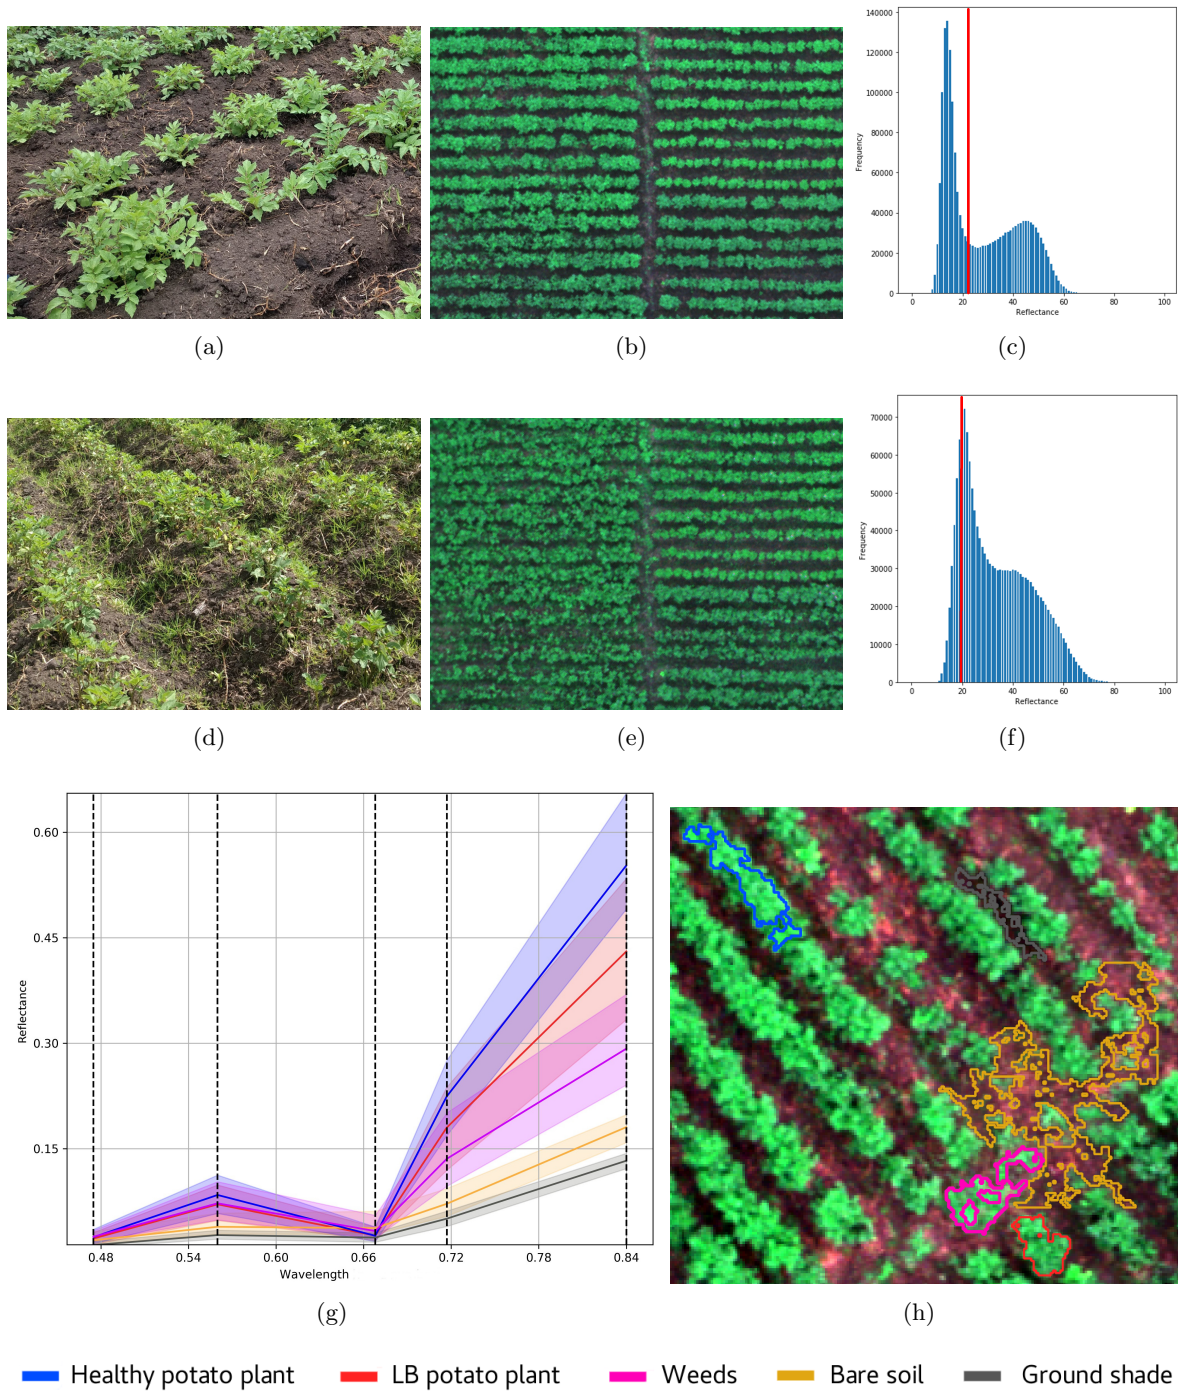 140000
120000
100000
80000
60000
40000
20000
0
Frequency
0 20 40 60 80 100
Reflectance
(a) (b) (c)
70000
60000
50000
40000
30000
20000
10000
0
Frequency
0 20 40 60 80 100
Reflectance
(d) (e) (f)
0.60
0.45
0.30
0.15
Reflectance
0.48 0.54 0.60 0.66 0.72 0.78 0.84
Wavelength
(g) (h)
Healthy potato plant LB potato plant Weeds Bare soil Ground shade